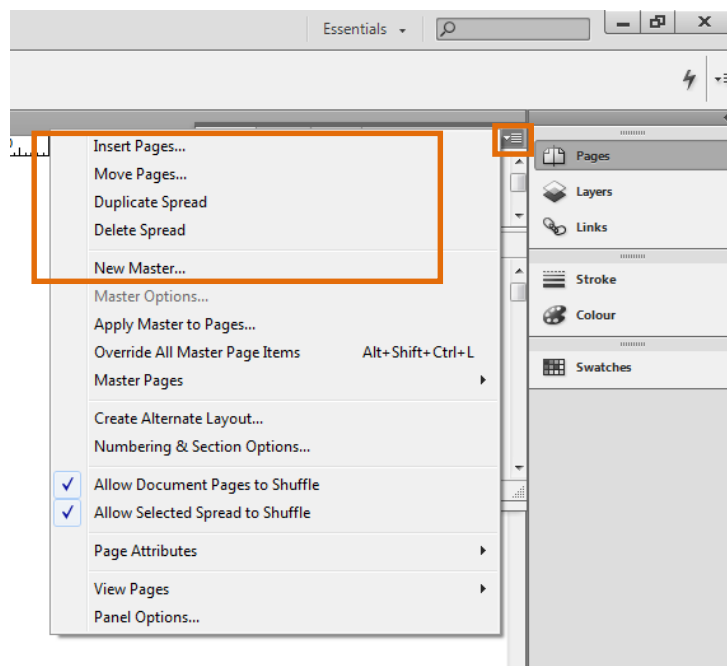 Essentials
Insert Pages...
Move Pages...
Duplicate Spread
Delete Spread
New Master...
Master Options...
Apply Master to Pages...
Override All Master Page Items Alt+Shift+Ctrl+L
Master Pages
Create Alternate Layout...
Numbering & Section Options...
Allow Document Pages to Shuffle
Allow Selected Spread to Shuffle
Page Attributes
View Pages
Panel Options...
Pages
Layers
Links
Stroke
Colour
Swatches